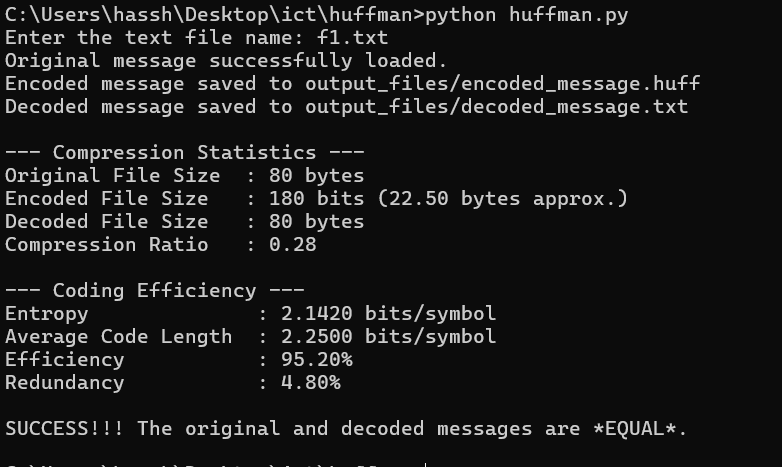 C:\Users\hassh\Desktop\ict\huffman>python huffman.py
Enter the text file name: f1.txt
Original message successfully loaded.
Encoded message saved to output_files/encoded_message.huff
Decoded message saved to output_files/decoded_message.txt
--- Compression Statistics ---
Original File Size : 80 bytes
Encoded File Size : 180 bits (22.50 bytes approx.)
Decoded File Size : 80 bytes
Compression Ratio : 0.28
--- Coding Efficiency ---
Entropy : 2.1420 bits/symbol
Average Code Length : 2.2500 bits/symbol
Efficiency : 95.20%
Redundancy : 4.80%
SUCCESS!!! The original and decoded messages are *EQUAL*.